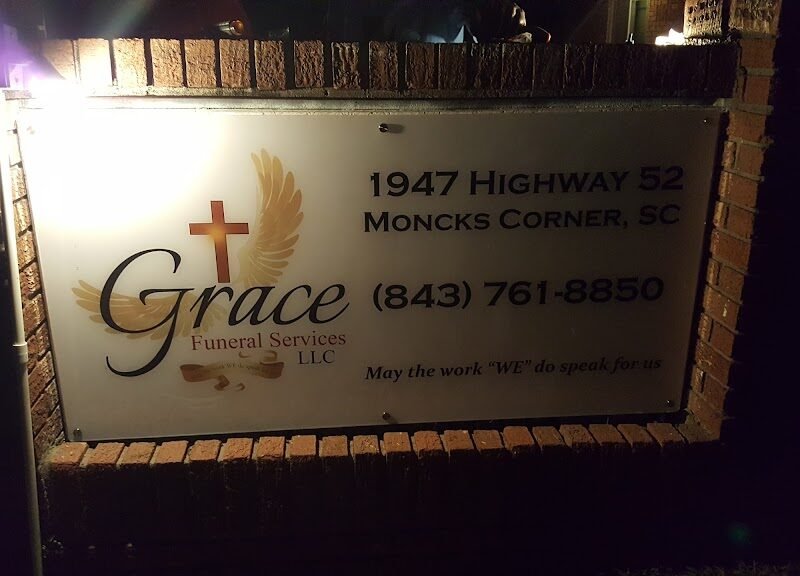 Grace
Funeral Services
LLC
1947 Highway 52
Moncks Corner, SC
(843) 761-8850
May the work "WE" do speak for us